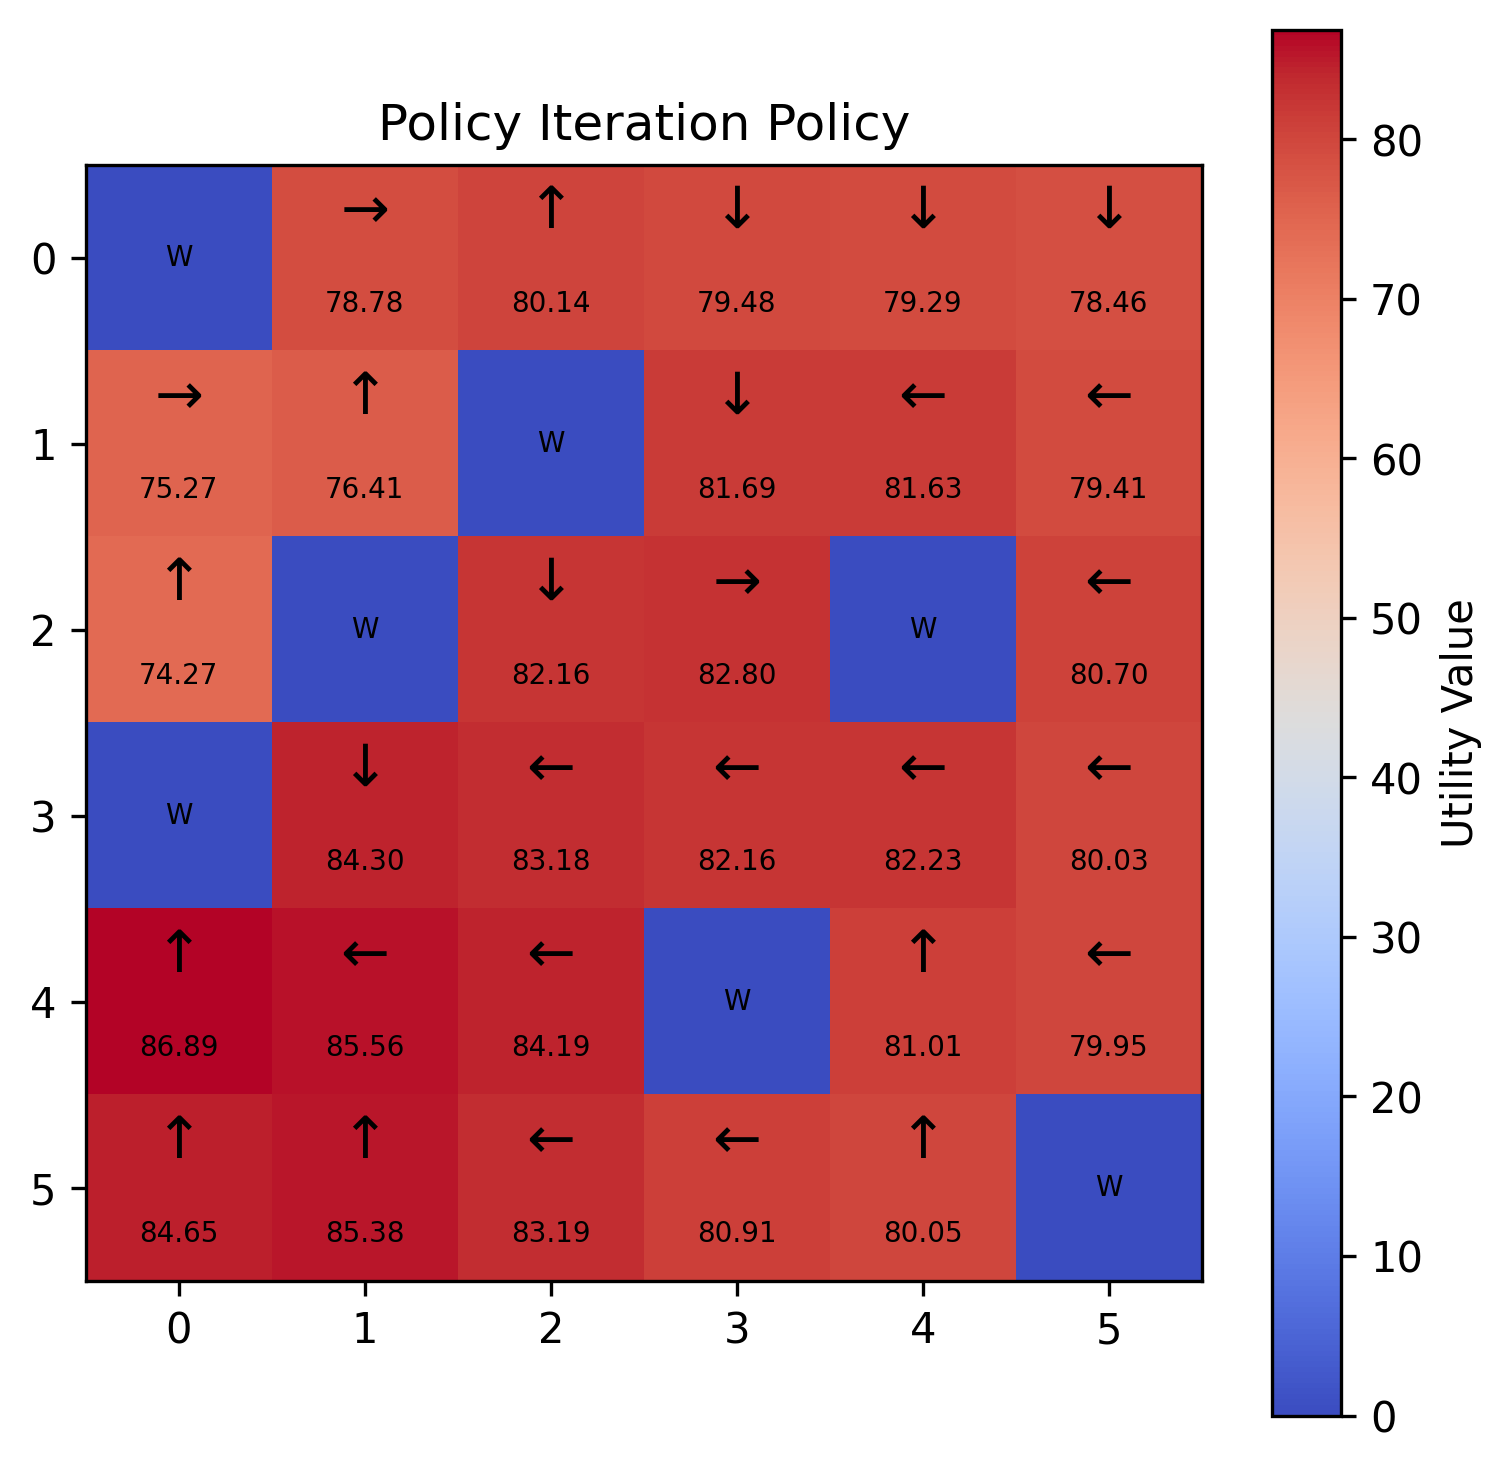 Policy Iteration Policy
0 W → 78.78 ↑ 80.14 ↓ 79.48 ↓ 79.29 ↓ 78.46
1 → 75.27 ↑ 76.41 W ↓ 81.69 ← 81.63 ← 79.41
2 ↑ 74.27 W ↓ 82.16 → 82.80 W ← 80.70
3 W ↓ 84.30 ← 83.18 ← 82.16 ← 82.23 ← 80.03
4 ↑ 86.89 ← 85.56 ← 84.19 W ↑ 81.01 ← 79.95
5 ↑ 84.65 ↑ 85.38 ← 83.19 ← 80.91 ↑ 80.05 W
0 1 2 3 4 5
80
70
60
50
40
30
20
10
0
Utility Value